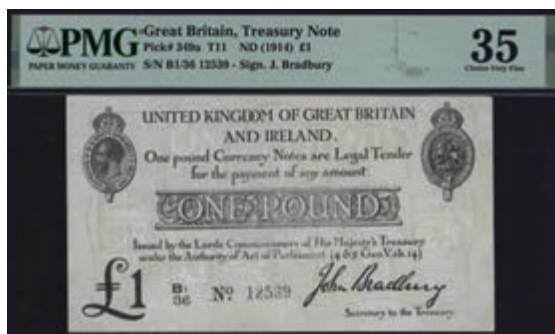 PMG
PAPER MONEY GUARANTY
Great Britain, Treasury Note
Pick# 349a T11 ND (1914) £1
S/N B1/36 12539 - Sign. J. Bradbury
35
Choice Very Fine
UNITED KINGDOM OF GREAT BRITAIN
AND IRELAND.
One pound Currency Notes are Legal Tender
for the payment of any amount.
ONE POUND
Issued by the Lords Commissioners of His Majesty's Treasury
under the Authority of Act of Parliament (4 & 5 Geo. V. ch. 14)
£1 B1/36 No 12539 John Bradbury
Secretary to the Treasury.